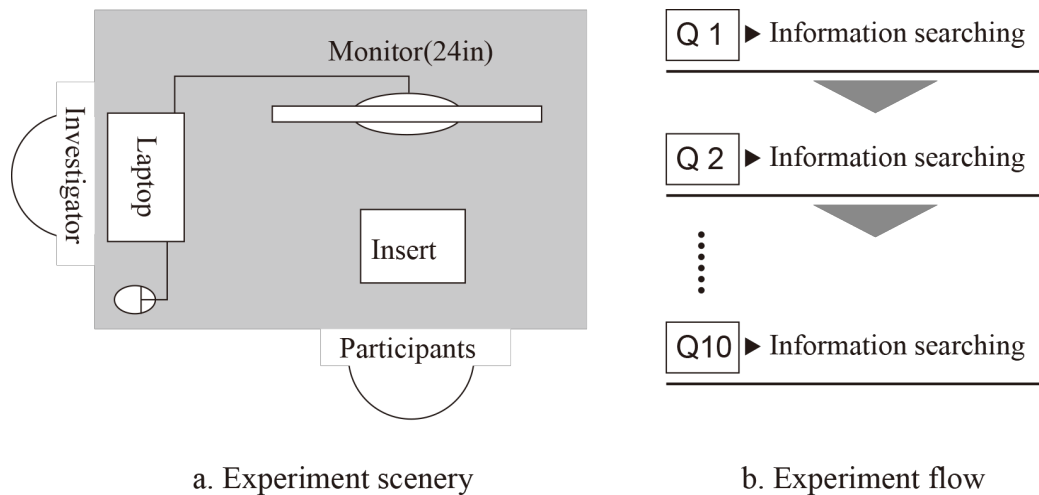 Monitor(24in)
Investigator
Laptop
Insert
Participants
a. Experiment scenery
Q 1 ▶ Information searching
Q 2 ▶ Information searching
Q10 ▶ Information searching
b. Experiment flow